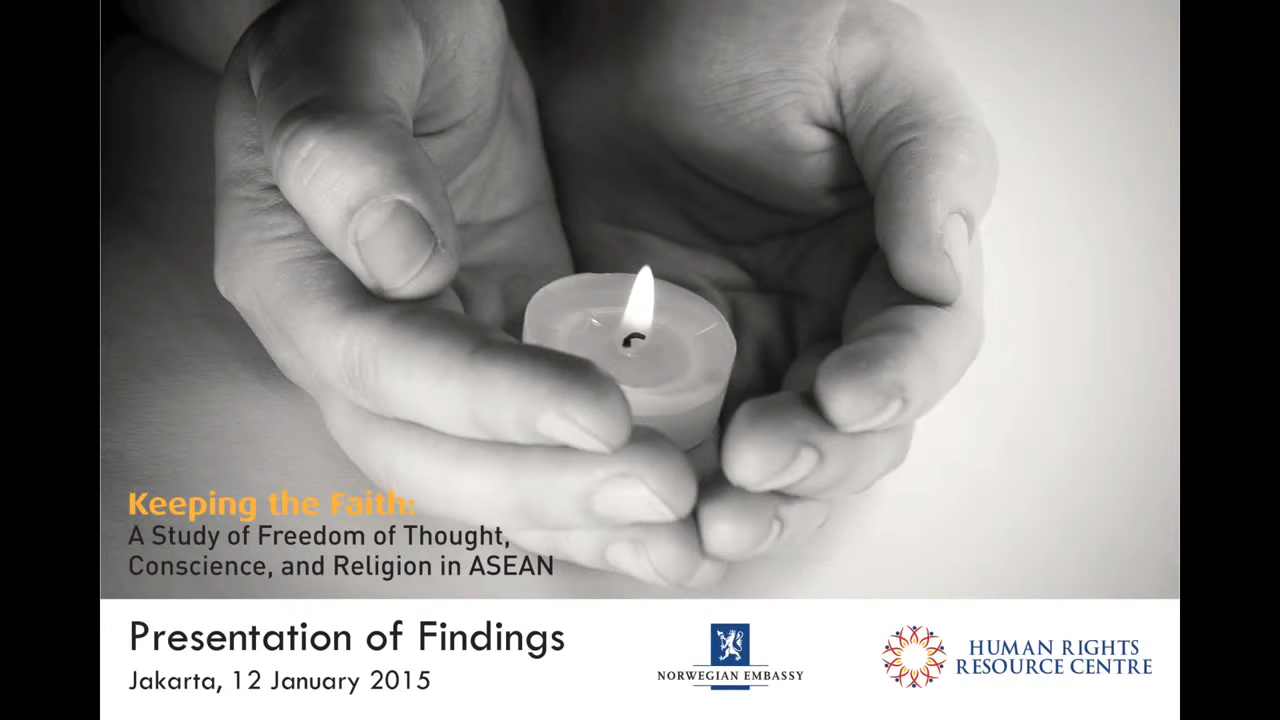 Keeping the Faith:
A Study of Freedom of Thought,
Conscience, and Religion in ASEAN
Presentation of Findings
Jakarta, 12 January 2015
NORWEGIAN EMBASSY
HUMAN RIGHTS
RESOURCE CENTRE